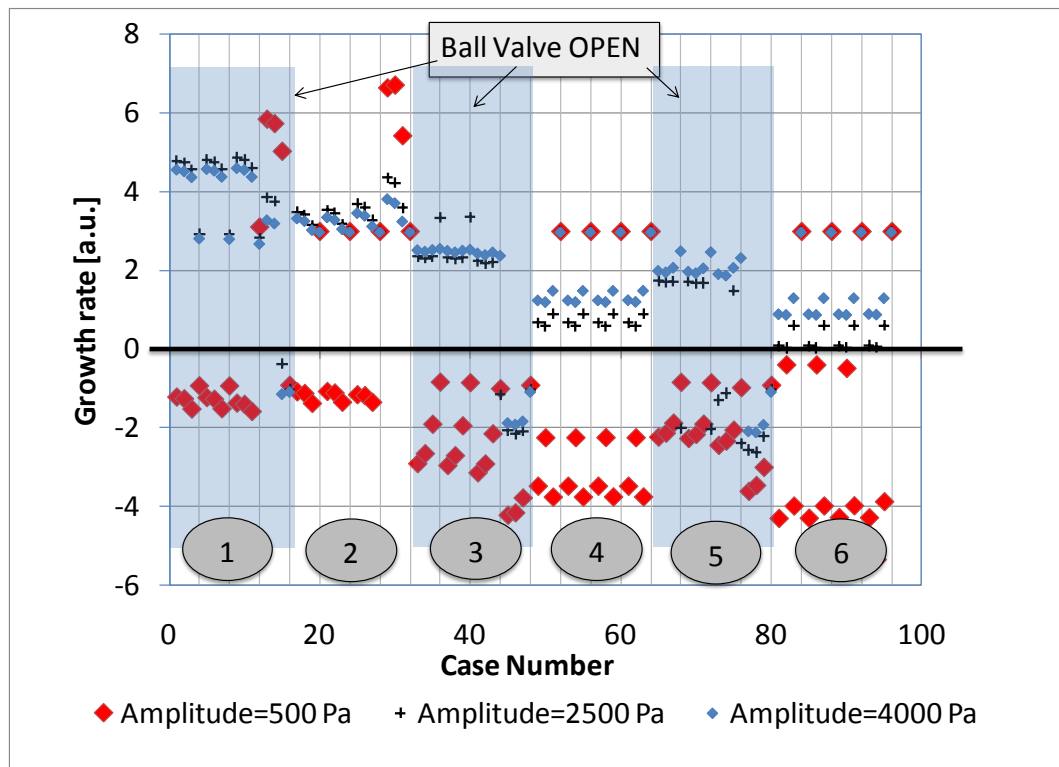 Ball Valve OPEN
8
6
4
2
0
-2
-4
-6
Growth rate [a.u.]
1
2
3
4
5
6
0 20 40 60 80 100
Case Number
Amplitude=500 Pa Amplitude=2500 Pa Amplitude=4000 Pa